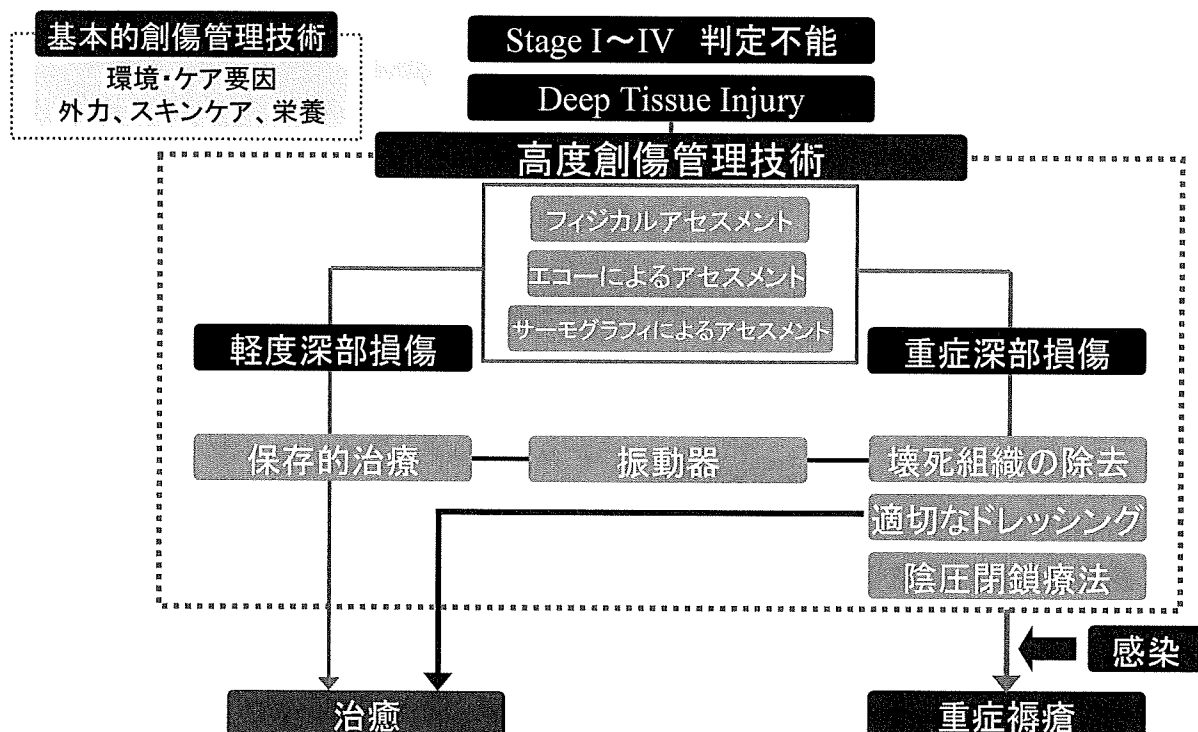 基本的創傷管理技術
環境・ケア要因
外力、スキンケア、栄養
Stage I～IV 判定不能
Deep Tissue Injury
高度創傷管理技術
フィジカルアセスメント
エコーによるアセスメント
サーモグラフィによるアセスメント
軽度深部損傷
重症深部損傷
保存的治療
振動器
壊死組織の除去
適切なドレッシング
陰圧閉鎖療法
感染
治癒
重症褥瘡